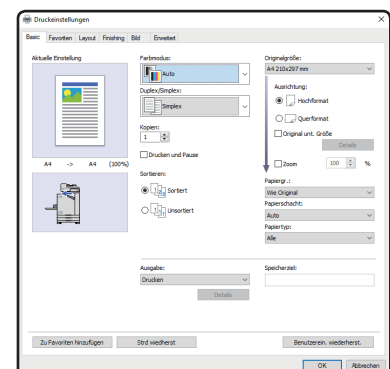 Druckeinstellungen
Basic Favoriten Layout Finishing Bild Erweitert
Aktuelle Einstellung
A4 -> A4 (100%)
Farbmodus:
Auto
Duplex/Simplex:
Simplex
Kopien:
1
Drucken und Pause
Sortieren:
Sortiert
Unsortiert
Originalgröße:
A4 210x297 mm
Ausrichtung:
Hochformat
Querformat
Original unt. Größe
Details
Zoom 100 %
Papiergr.:
Wie Original
Papierschacht:
Auto
Papiertyp:
Alle
Ausgabe:
Drucken
Details
Speicherziel:
Zu Favoriten hinzufügen Strd wiedherst Benutzerein. wiederherst.
OK Abbrechen